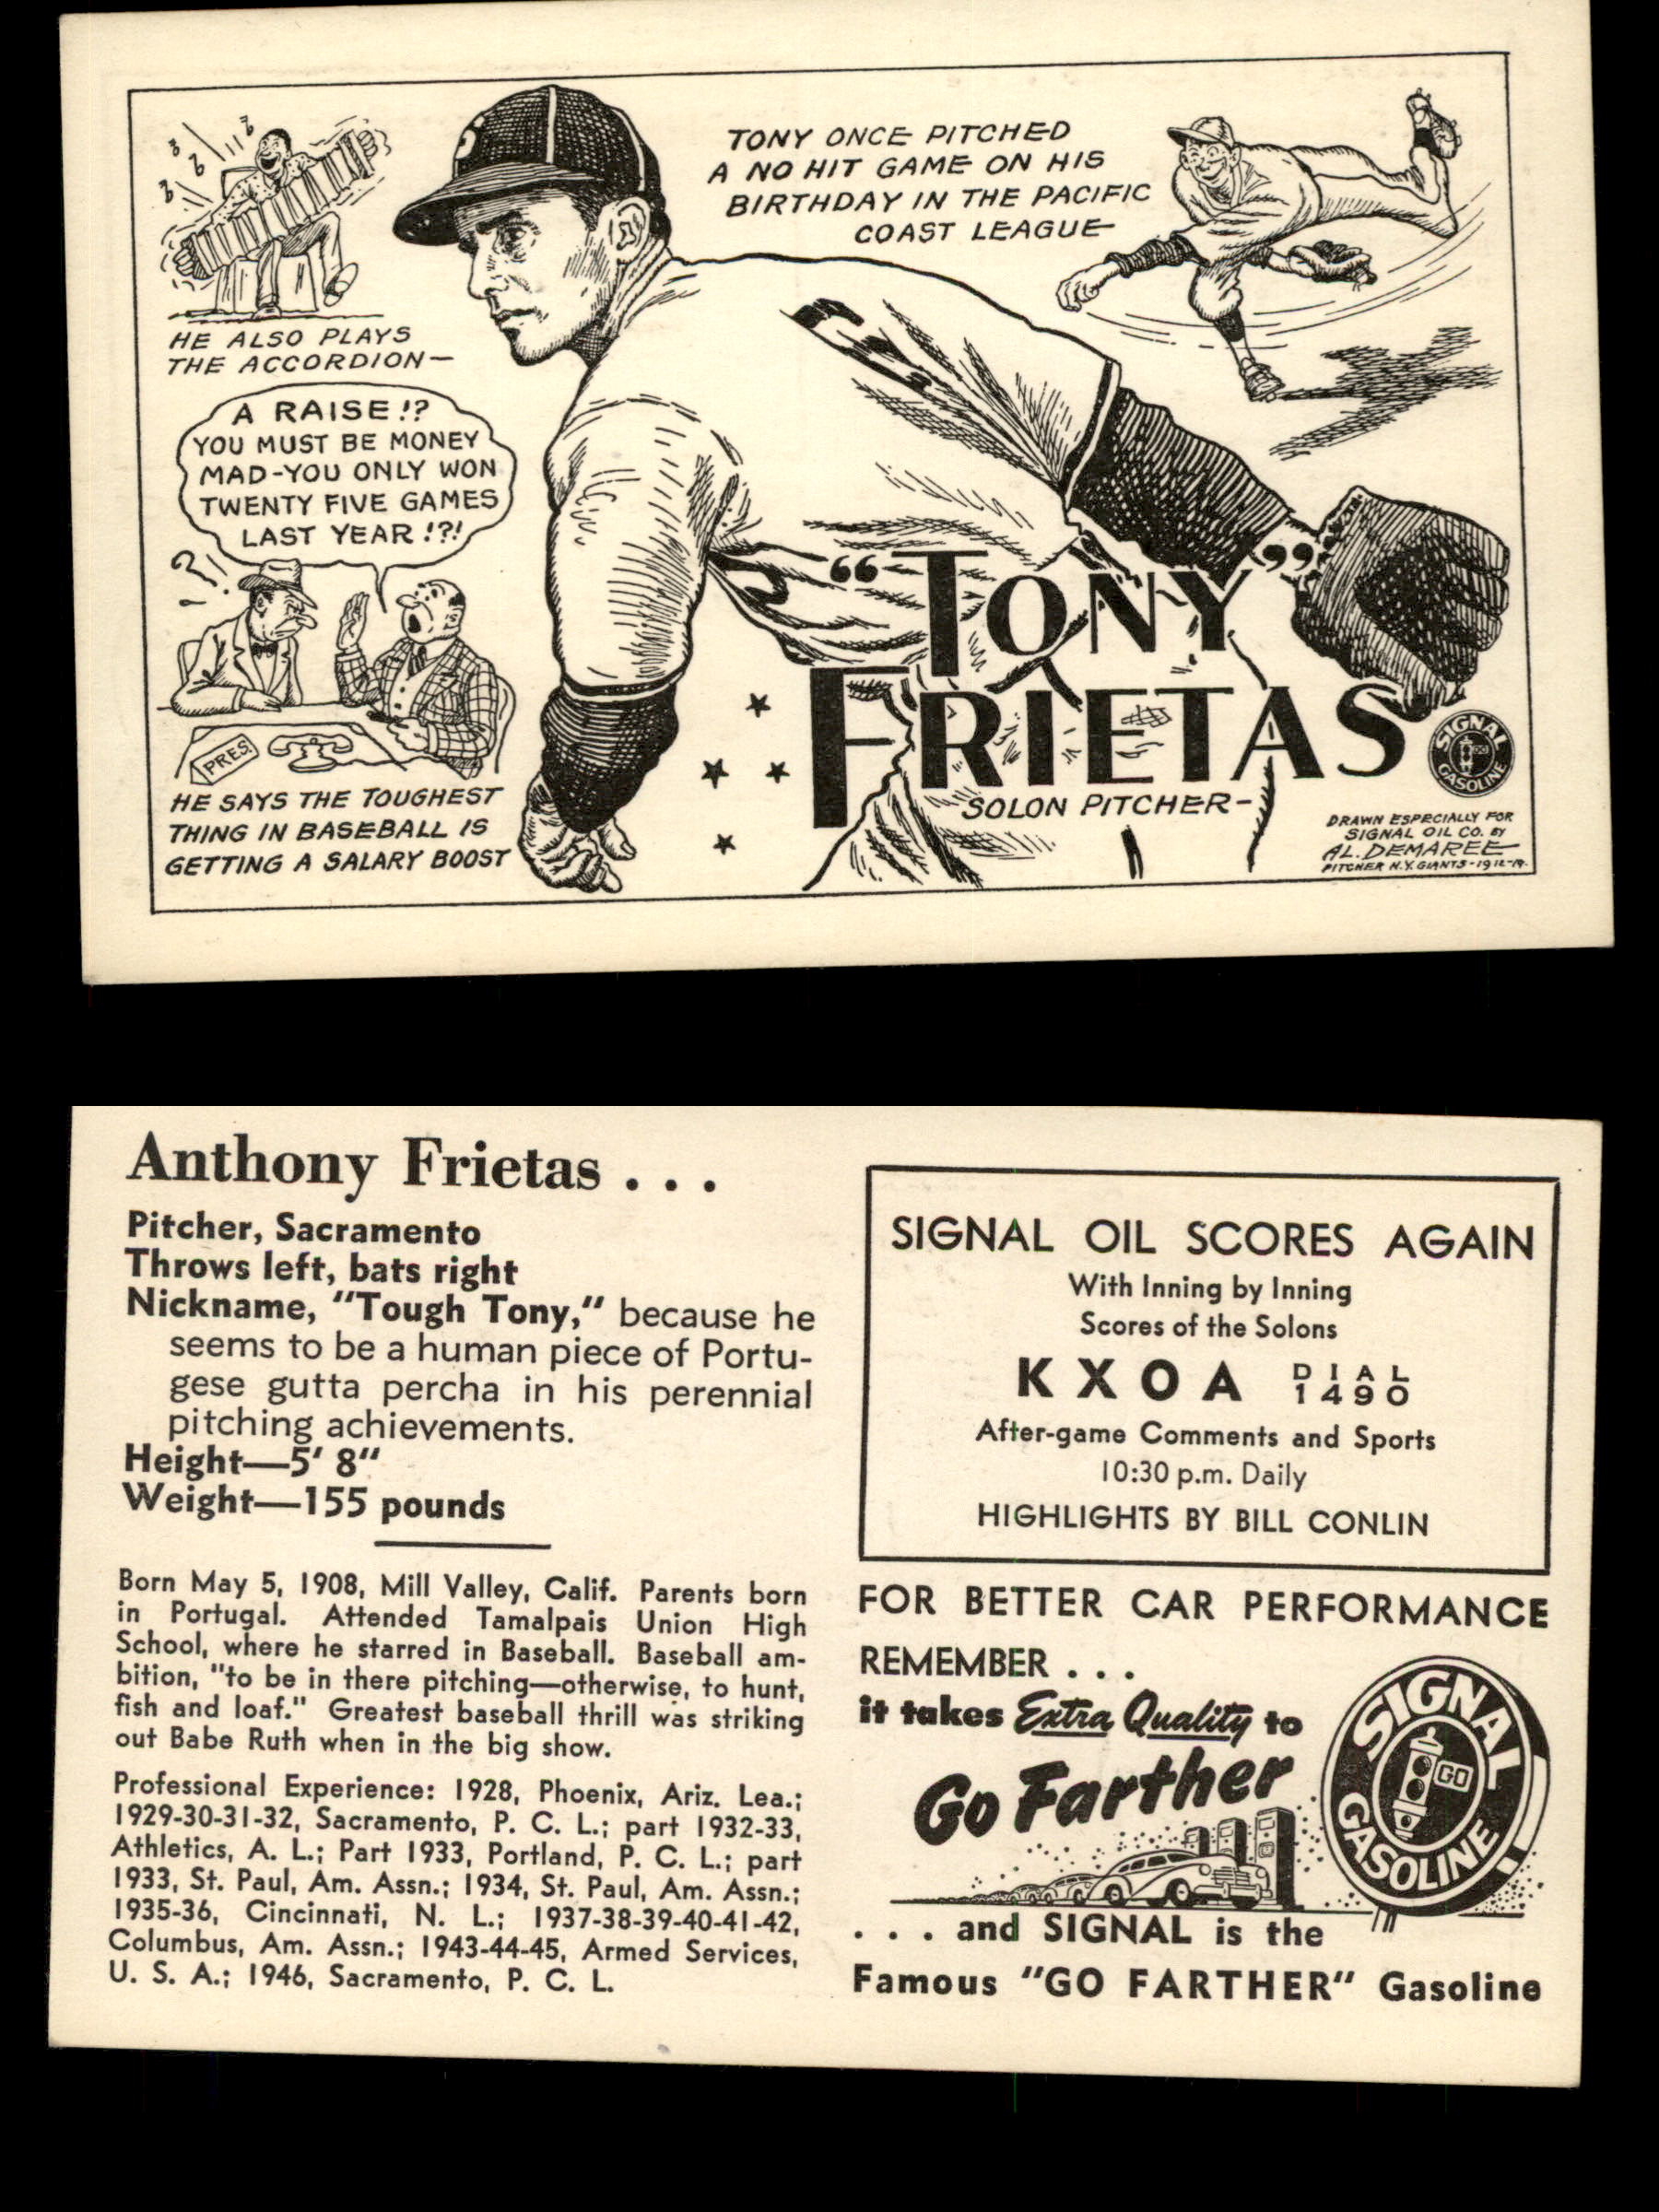 TONY ONCE PITCHED
A NO HIT GAME ON HIS
BIRTHDAY IN THE PACIFIC
COAST LEAGUE
HE ALSO PLAYS
THE ACCORDION—
A RAISE!?
YOU MUST BE MONEY
MAD-YOU ONLY WON
TWENTY FIVE GAMES
LAST YEAR!?!
?!
PRES.
HE SAYS THE TOUGHEST
THING IN BASEBALL IS
GETTING A SALARY BOOST
"TONY"
FRIETAS
SOLON PITCHER-
SIGNAL
GO
GASOLINE
DRAWN ESPECIALLY FOR
SIGNAL OIL CO. BY
AL. DEMAREE
PITCHER N.Y. GIANTS-1912-19.
Anthony Frietas . . .
Pitcher, Sacramento
Throws left, bats right
Nickname, "Tough Tony," because he
seems to be a human piece of Portu-
gese gutta percha in his perennial
pitching achievements.
Height—5' 8"
Weight—155 pounds
Born May 5, 1908, Mill Valley, Calif. Parents born
in Portugal. Attended Tamalpais Union High
School, where he starred in Baseball. Baseball am-
bition, "to be in there pitching—otherwise, to hunt,
fish and loaf." Greatest baseball thrill was striking
out Babe Ruth when in the big show.
Professional Experience: 1928, Phoenix, Ariz. Lea.;
1929-30-31-32, Sacramento, P. C. L.; part 1932-33,
Athletics, A. L.; Part 1933, Portland, P. C. L.; part
1933, St. Paul, Am. Assn.; 1934, St. Paul, Am. Assn.;
1935-36, Cincinnati, N. L.; 1937-38-39-40-41-42,
Columbus, Am. Assn.; 1943-44-45, Armed Services,
U. S. A.; 1946, Sacramento, P. C. L.
SIGNAL OIL SCORES AGAIN
With Inning by Inning
Scores of the Solons
KXOA DIAL 1490
After-game Comments and Sports
10:30 p.m. Daily
HIGHLIGHTS BY BILL CONLIN
FOR BETTER CAR PERFORMANCE
REMEMBER . . .
it takes Extra Quality to
Go Farther
SIGNAL
GO
GASOLINE
. . . and SIGNAL is the
Famous "GO FARTHER" Gasoline